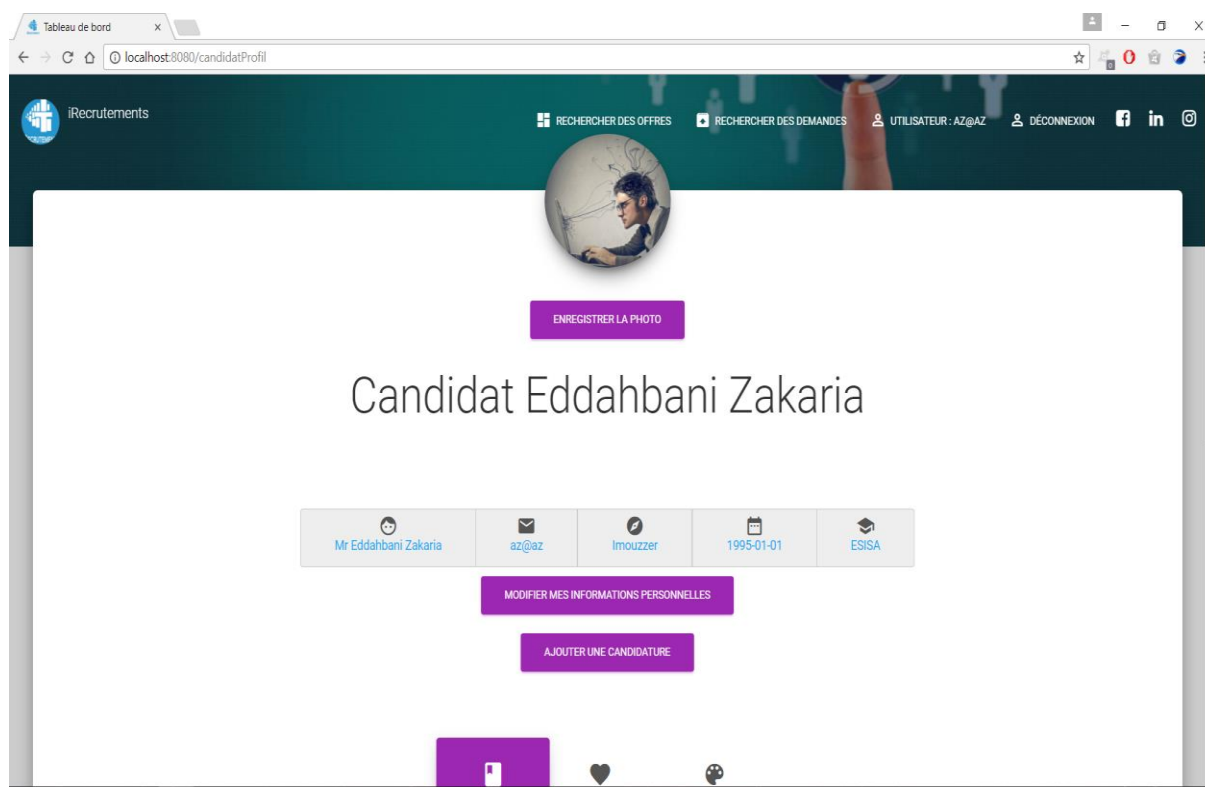 Tableau de bord
localhost:8080/candidatProfil
iRecrutements
RECHERCHER DES OFFRES
RECHERCHER DES DEMANDES
UTILISATEUR : AZ@AZ
DÉCONNEXION
ENREGISTRER LA PHOTO
Candidat Eddahbani Zakaria
Mr Eddahbani Zakaria
az@az
Imouzzer
1995-01-01
ESISA
MODIFIER MES INFORMATIONS PERSONNELLES
AJOUTER UNE CANDIDATURE